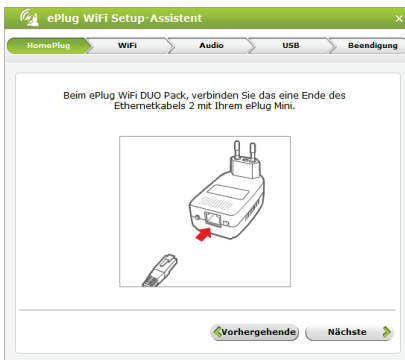 ePlug WiFi Setup-Assistent
HomePlug WiFi Audio USB Beendigung
Beim ePlug WiFi DUO Pack, verbinden Sie das eine Ende des
Ethernetkabels 2 mit Ihrem ePlug Mini.
Vorhergehende Nächste